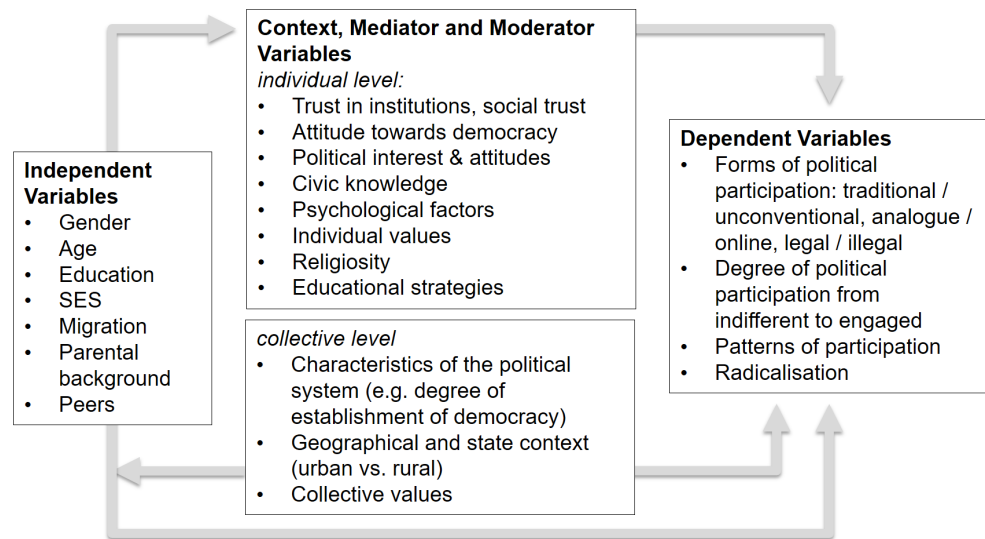 Independent
Variables
• Gender
• Age
• Education
• SES
• Migration
• Parental
background
• Peers
Context, Mediator and Moderator
Variables
individual level:
• Trust in institutions, social trust
• Attitude towards democracy
• Political interest & attitudes
• Civic knowledge
• Psychological factors
• Individual values
• Religiosity
• Educational strategies
collective level
• Characteristics of the political
system (e.g. degree of
establishment of democracy)
• Geographical and state context
(urban vs. rural)
• Collective values
Dependent Variables
• Forms of political
participation: traditional /
unconventional, analogue /
online, legal / illegal
• Degree of political
participation from
indifferent to engaged
• Patterns of participation
• Radicalisation